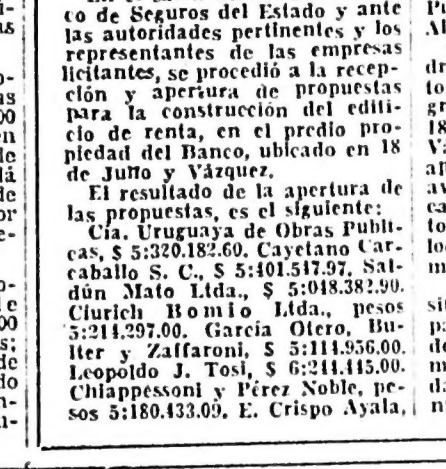 co de Seguros del Estado y ante
las autoridades pertinentes y los
representantes de las empresas
licitantes, se procedió a la recep-
ción y apertura de propuestas
para la construcción del edifi-
cio de renta, en el predio pro-
piedad del Banco, ubicado en 18
de Julio y Vázquez.
El resultado de la apertura de
las propuestas, es el siguiente:
Cía. Uruguaya de Obras Públi-
cas, $ 5:320.182.60. Cayetano Car-
caballo S. C., $ 5:401.517.97. Sal-
dún Mato Ltda., $ 5:018.382.90.
Clurich Bomio Ltda., pesos
5:214.297.00. García Otero, Bu-
tler y Zaffaroni, $ 5:114.956.00.
Leopoldo J. Tosi, $ 6:244.415.00.
Chiappessoni y Pérez Noble, pe-
sos 5:180.433.09. E. Crispo Ayala,